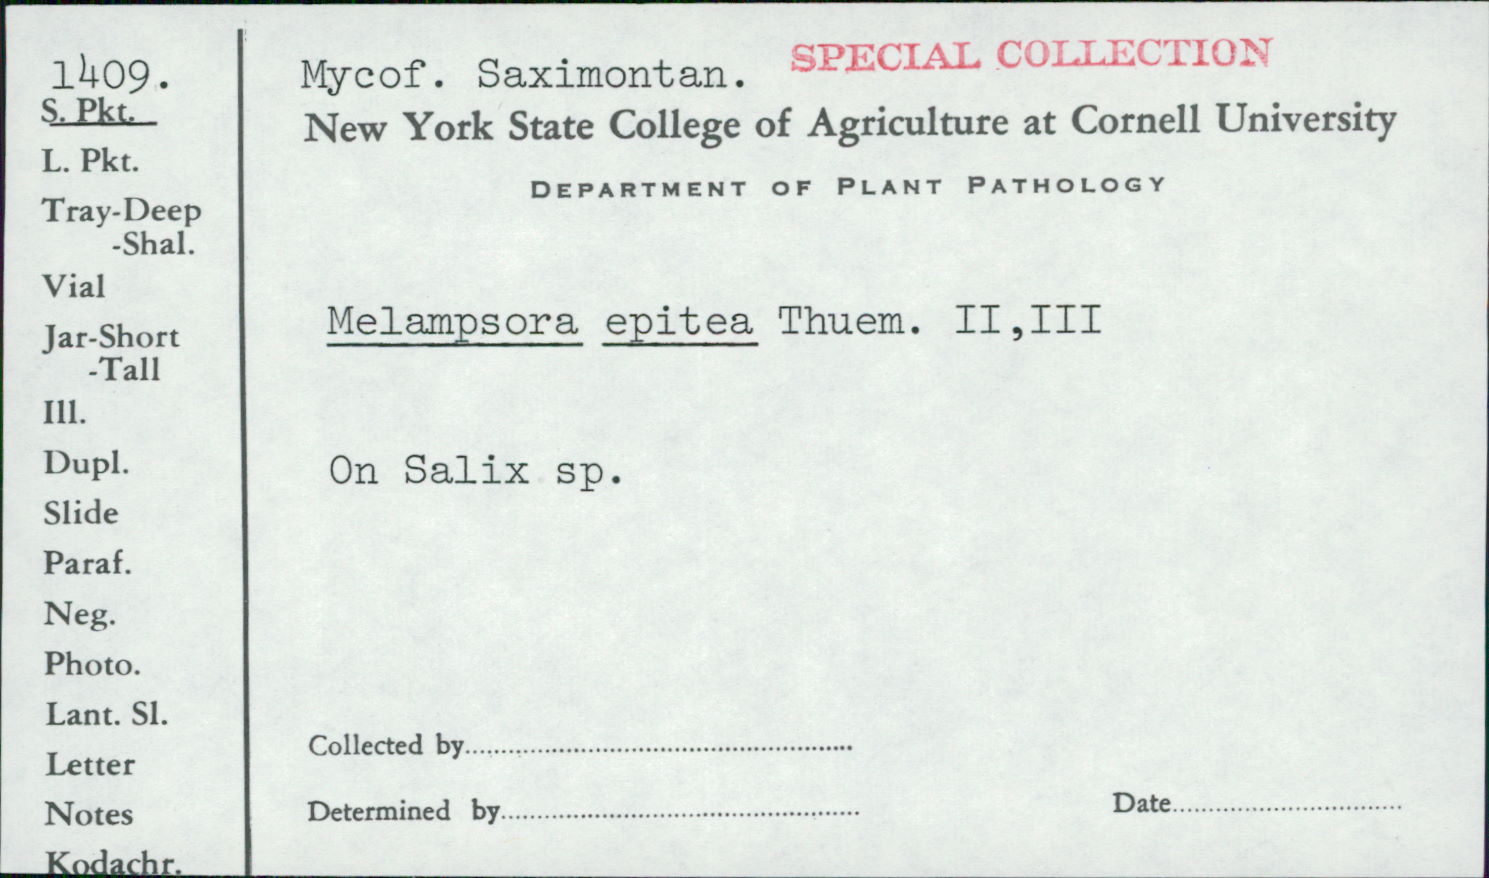 1409.
S. Pkt.
L. Pkt.
Tray-Deep
-Shal.
Vial
Jar-Short
-Tall
Ill.
Dupl.
Slide
Paraf.
Neg.
Photo.
Lant. Sl.
Letter
Notes
Kodachr.
Mycof. Saximontan.
SPECIAL COLLECTION
New York State College of Agriculture at Cornell University
DEPARTMENT OF PLANT PATHOLOGY
Melampsora epitea Thuem. II,III
On Salix sp.
Collected by
Determined by
Date